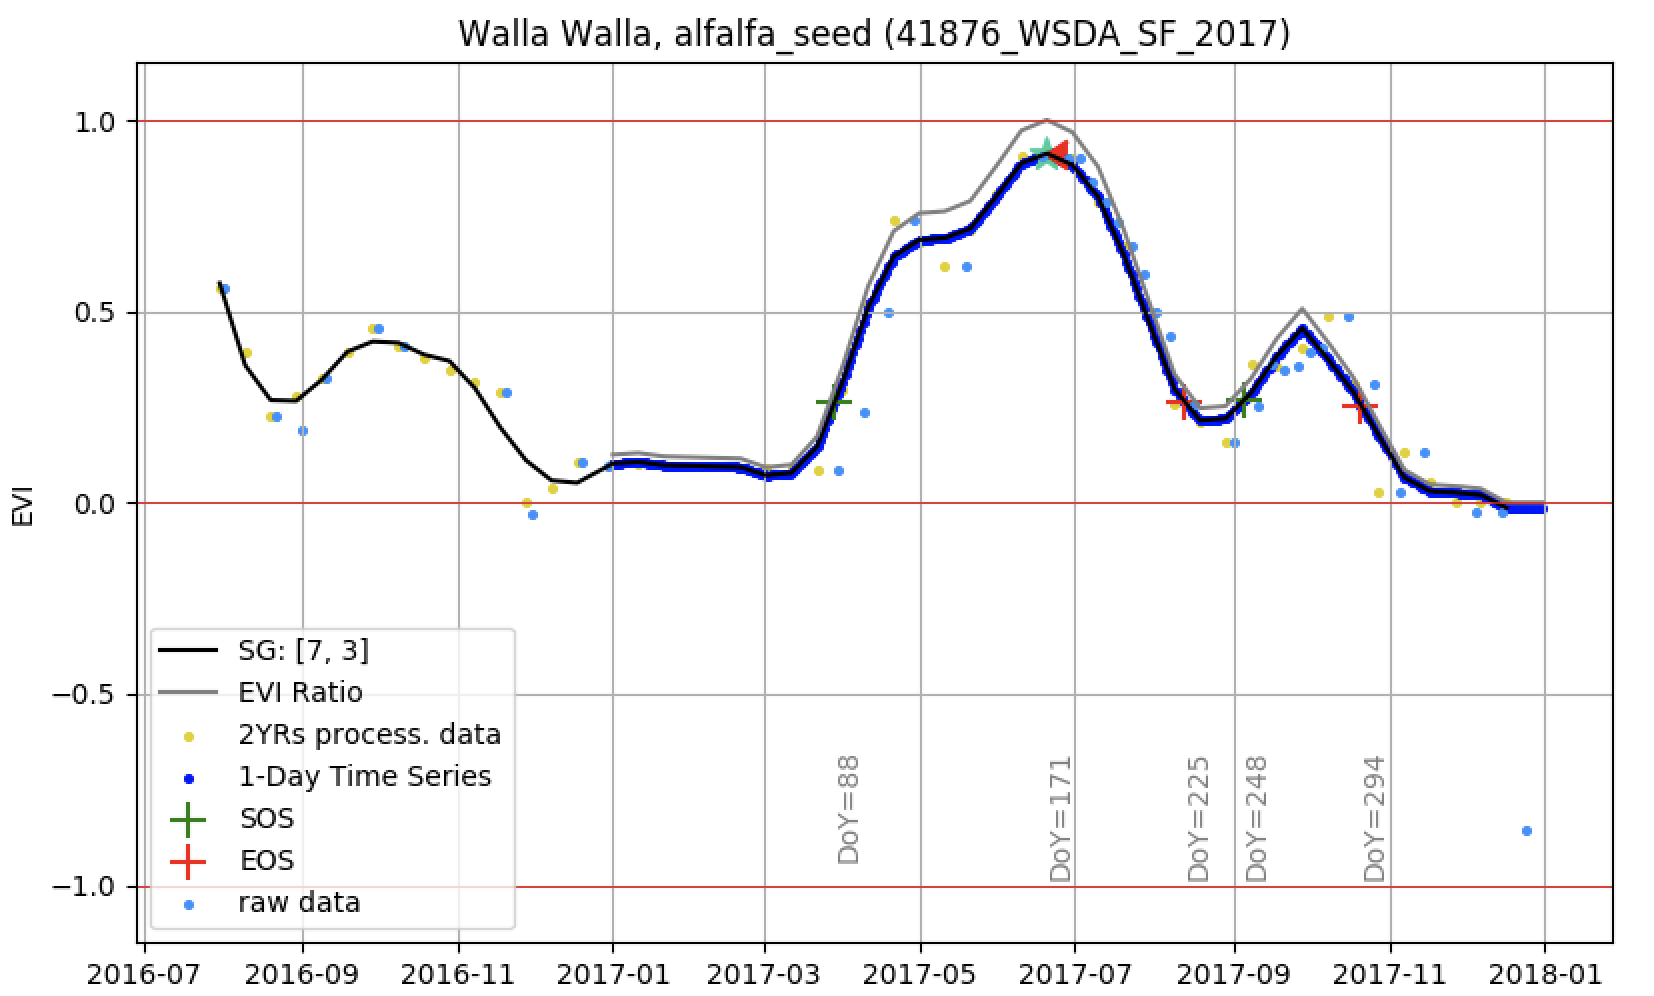 Walla Walla, alfalfa_seed (41876_WSDA_SF_2017)
1.0
0.5
0.0
−0.5
−1.0
EVI
SG: [7, 3]
EVI Ratio
2YRs process. data
1-Day Time Series
SOS
EOS
raw data
DoY=88
DoY=171
DoY=225
DoY=248
DoY=294
2016-07
2016-09
2016-11
2017-01
2017-03
2017-05
2017-07
2017-09
2017-11
2018-01